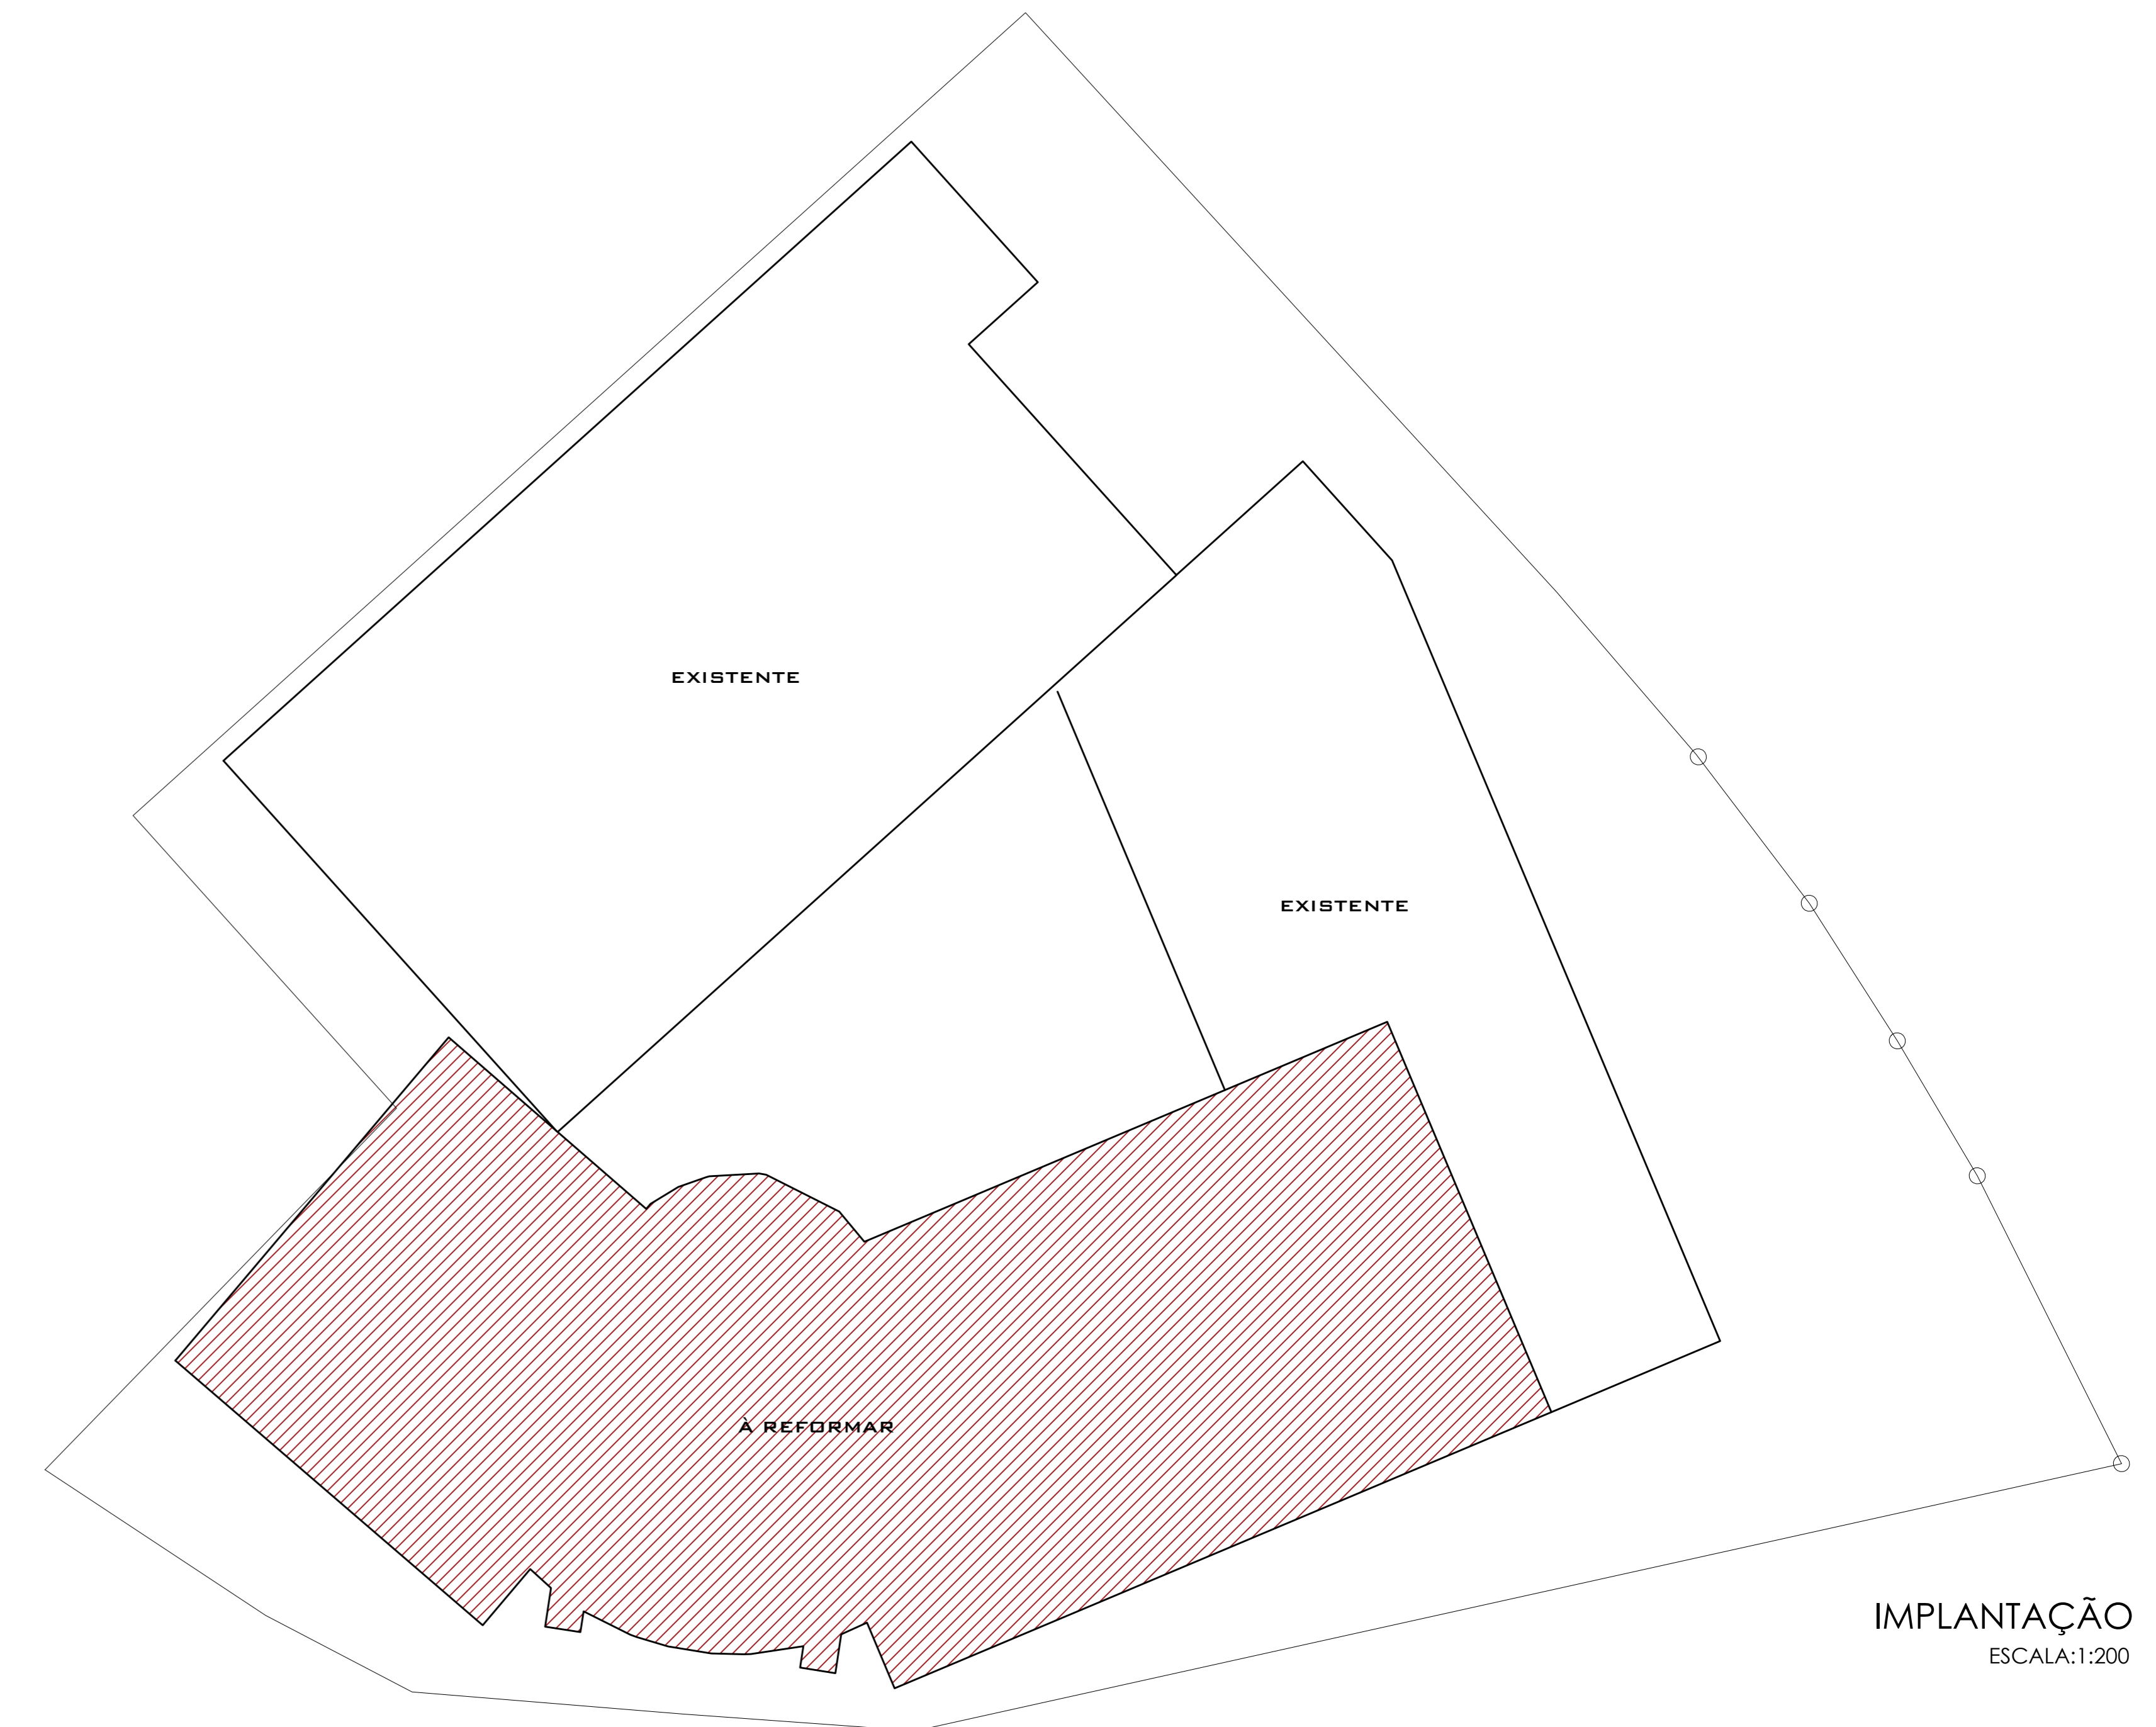 EXISTENTE
EXISTENTE
À REFORMAR
IMPLANTAÇÃO
ESCALA:1:200